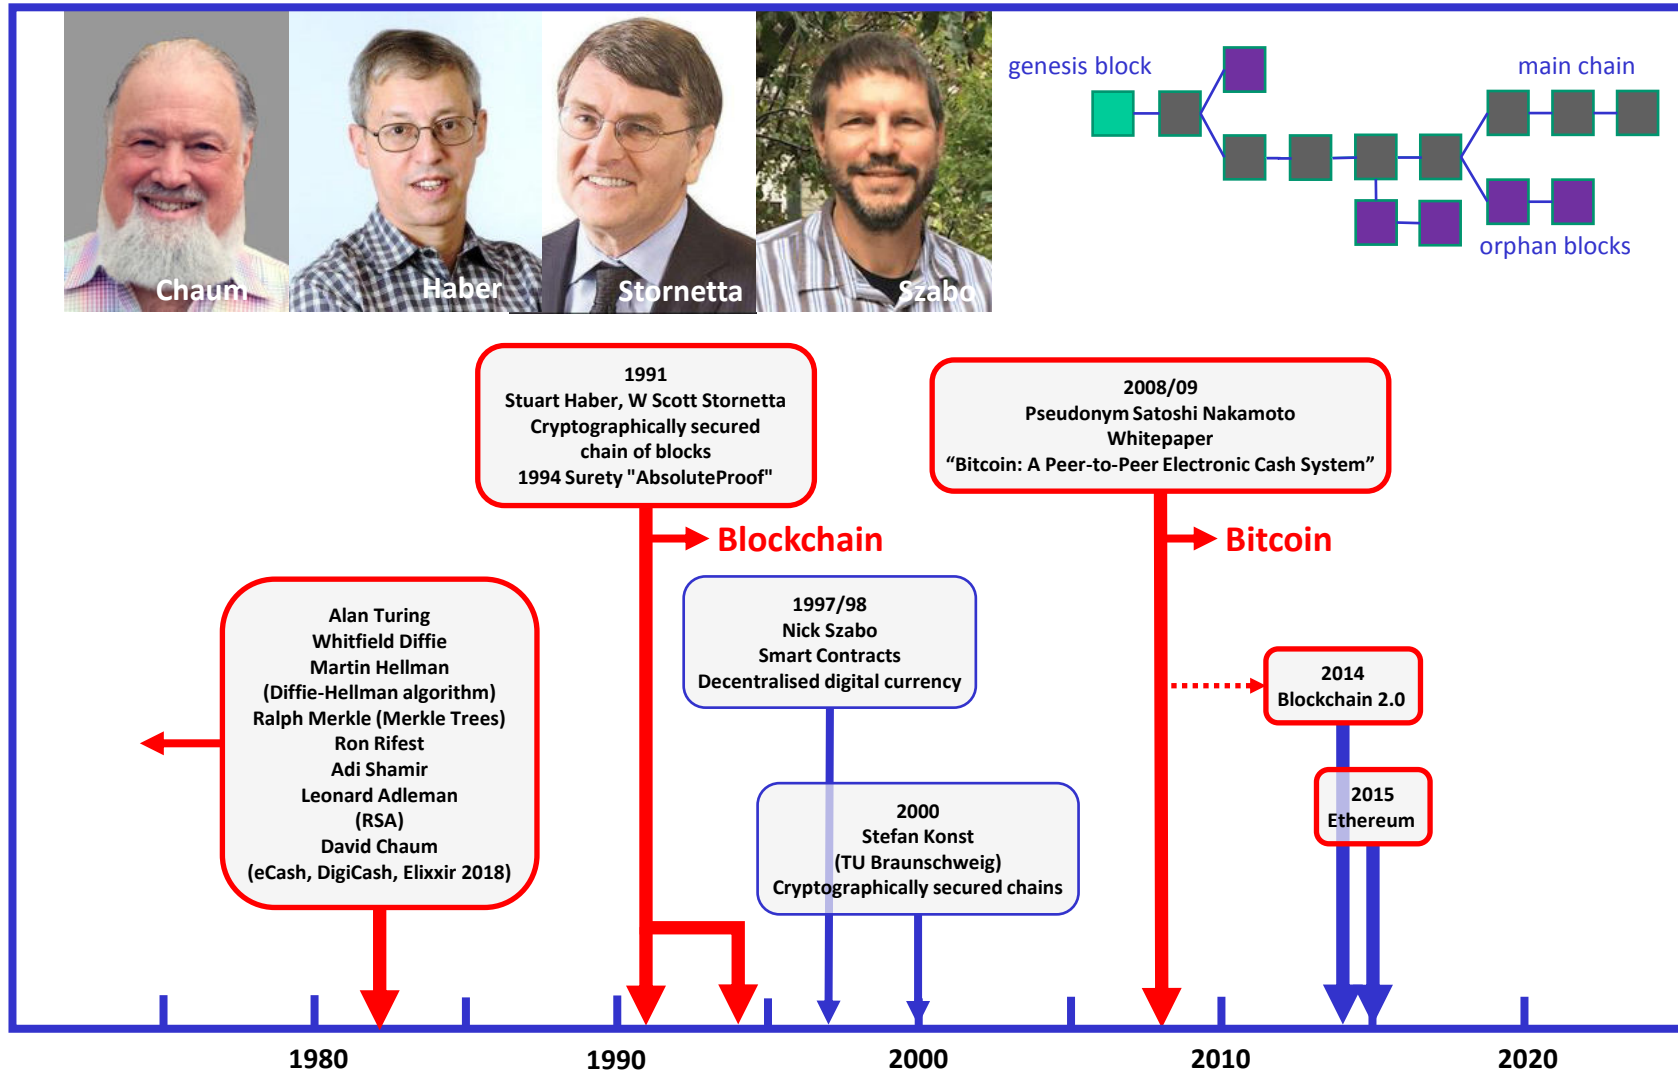 Chaum
Haber
Stornetta
Szabo
genesis block
main chain
orphan blocks
1991
Stuart Haber, W Scott Stornetta
Cryptographically secured
chain of blocks
1994 Surety "AbsoluteProof"
2008/09
Pseudonym Satoshi Nakamoto
Whitepaper
“Bitcoin: A Peer-to-Peer Electronic Cash System”
Blockchain
Bitcoin
Alan Turing
Whitfield Diffie
Martin Hellman
(Diffie-Hellman algorithm)
Ralph Merkle (Merkle Trees)
Ron Rifest
Adi Shamir
Leonard Adleman
(RSA)
David Chaum
(eCash, DigiCash, Elixxir 2018)
1997/98
Nick Szabo
Smart Contracts
Decentralised digital currency
2000
Stefan Konst
(TU Braunschweig)
Cryptographically secured chains
2014
Blockchain 2.0
2015
Ethereum
1980
1990
2000
2010
2020